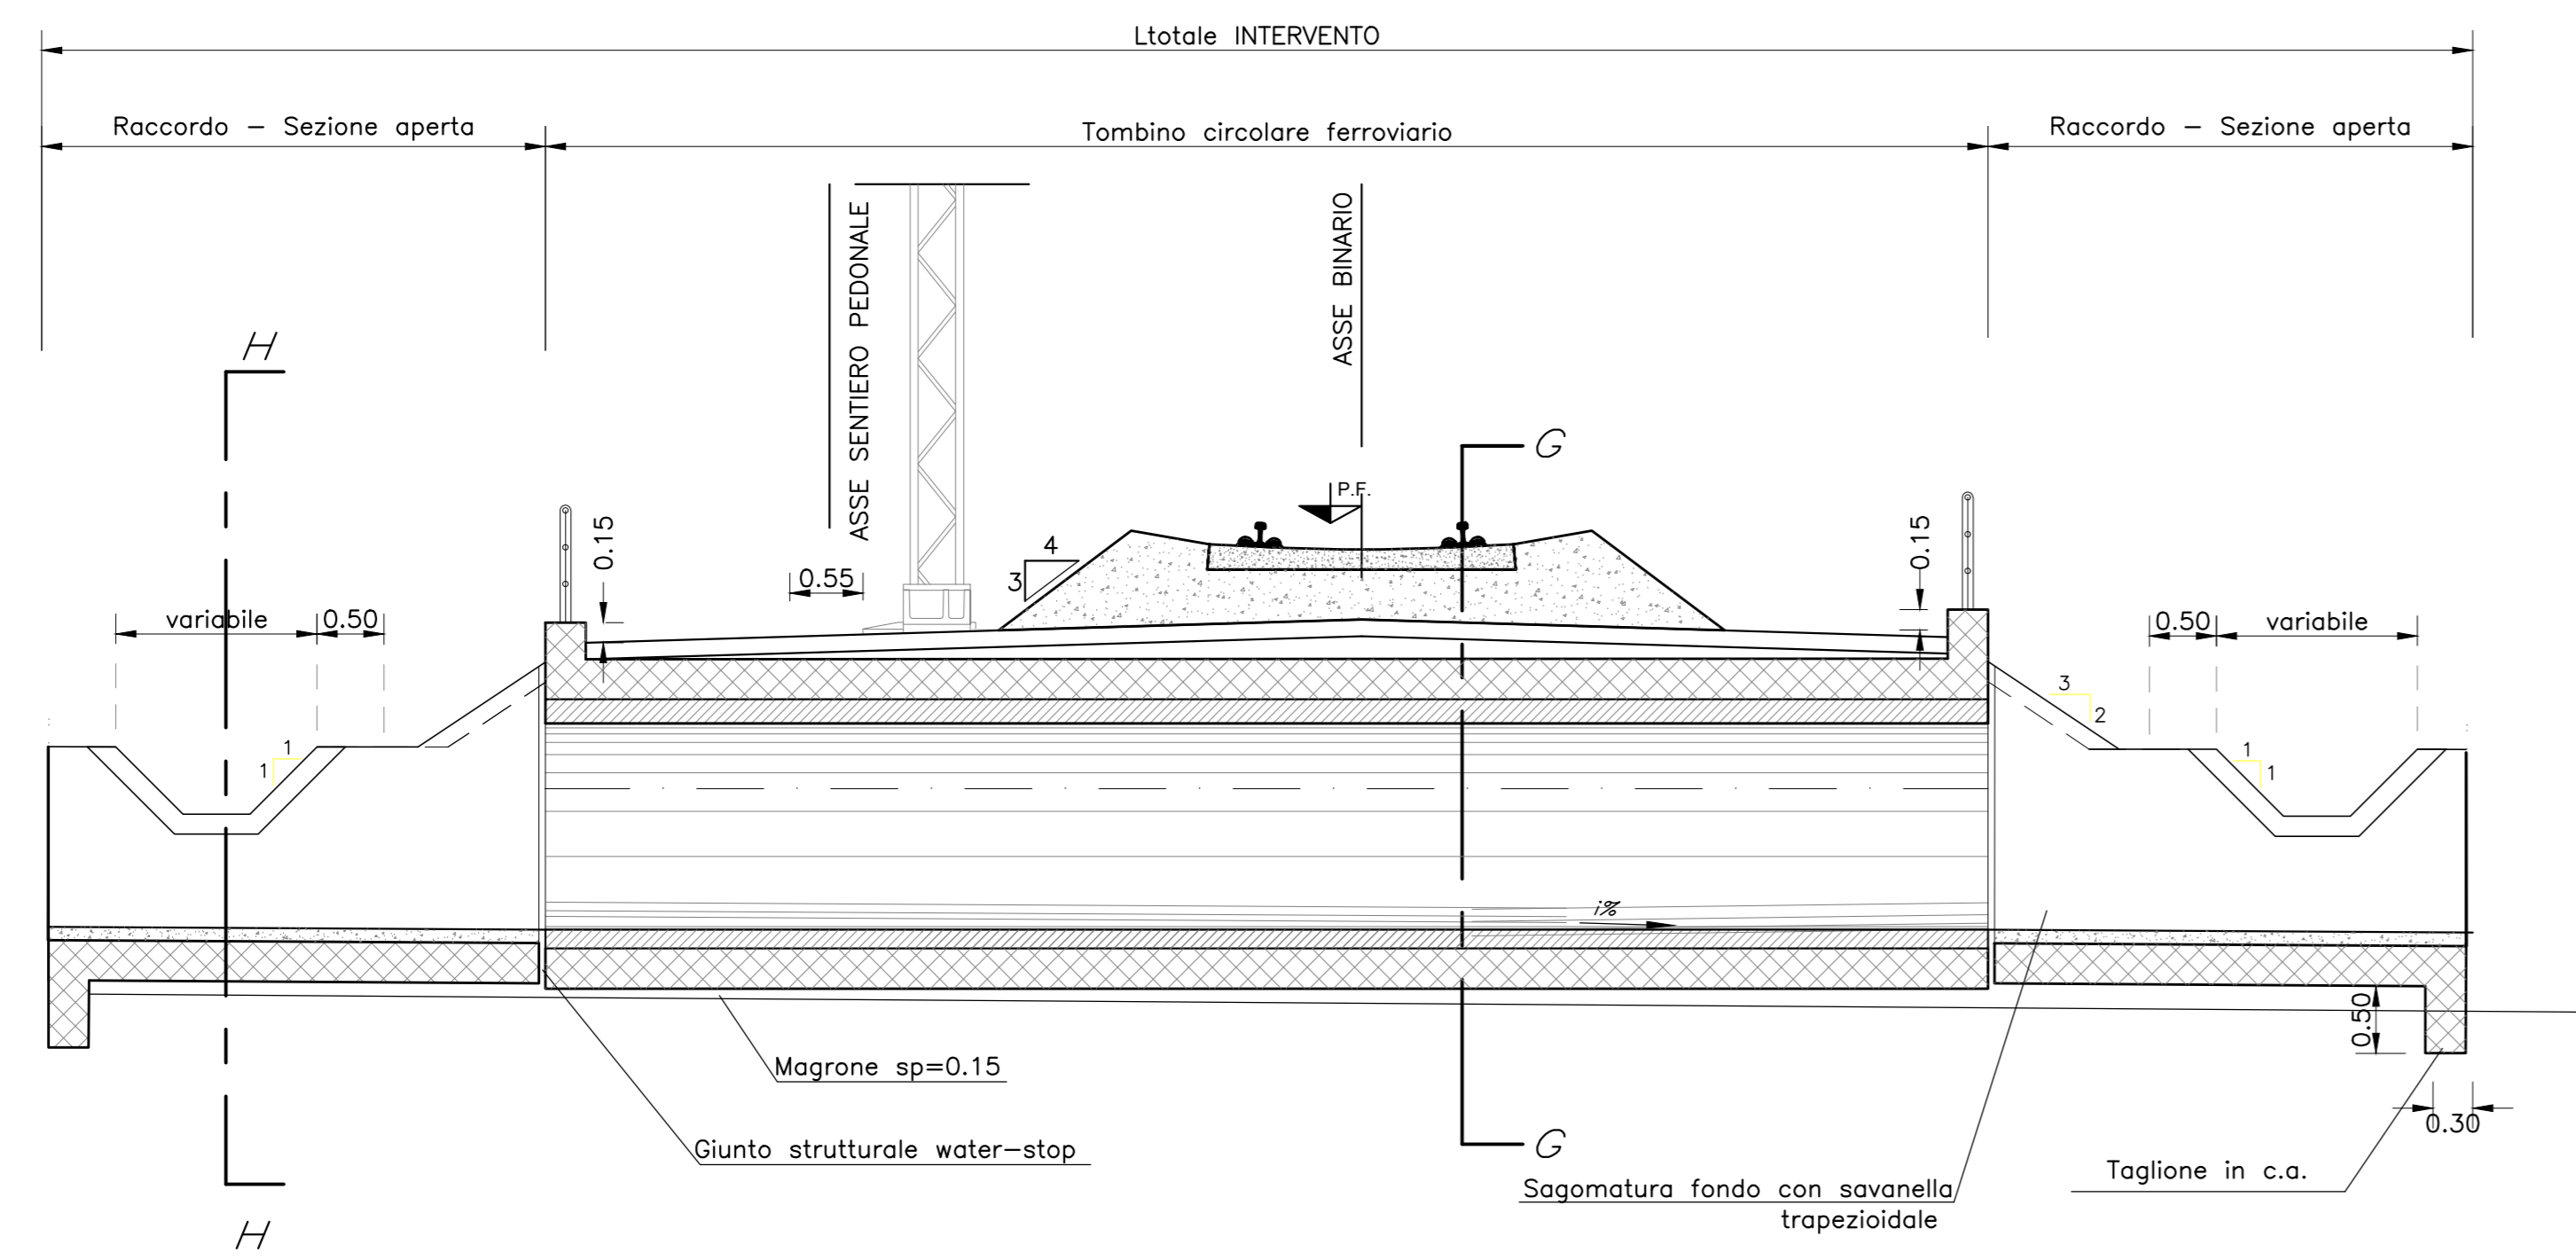 Ltotale INTERVENTO
Raccordo - Sezione aperta
Tombino circolare ferroviario
Raccordo - Sezione aperta
ASSE SENTIERO PEDONALE
ASSE BINARIO
H
G
P.F.
0.15
0.15
4
3
0.55
variabile
0.50
0.50
variabile
3
2
1
1
1
1
i%
0.50
Magrone sp=0.15
0.30
Giunto strutturale water-stop
G
Taglione in c.a.
Sagomatura fondo con savanella
trapezioidale
H